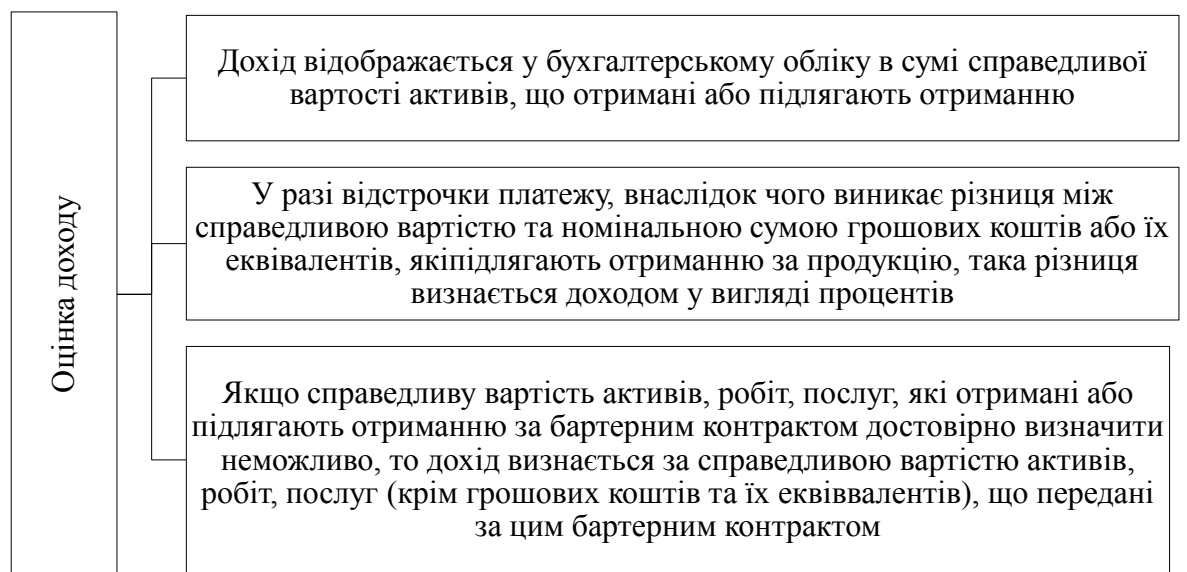 Оцінка доходу
Дохід відображається у бухгалтерському обліку в сумі справедливої
вартості активів, що отримані або підлягають отриманню
У разі відстрочки платежу, внаслідок чого виникає різниця між
справедливою вартістю та номінальною сумою грошових коштів або їх
еквівалентів, якіпідлягають отриманню за продукцію, така різниця
визнається доходом у вигляді процентів
Якщо справедливу вартість активів, робіт, послуг, які отримані або
підлягають отриманню за бартерним контрактом достовірно визначити
неможливо, то дохід визнається за справедливою вартістю активів,
робіт, послуг (крім грошових коштів та їх еквіввалентів), що передані
за цим бартерним контрактом